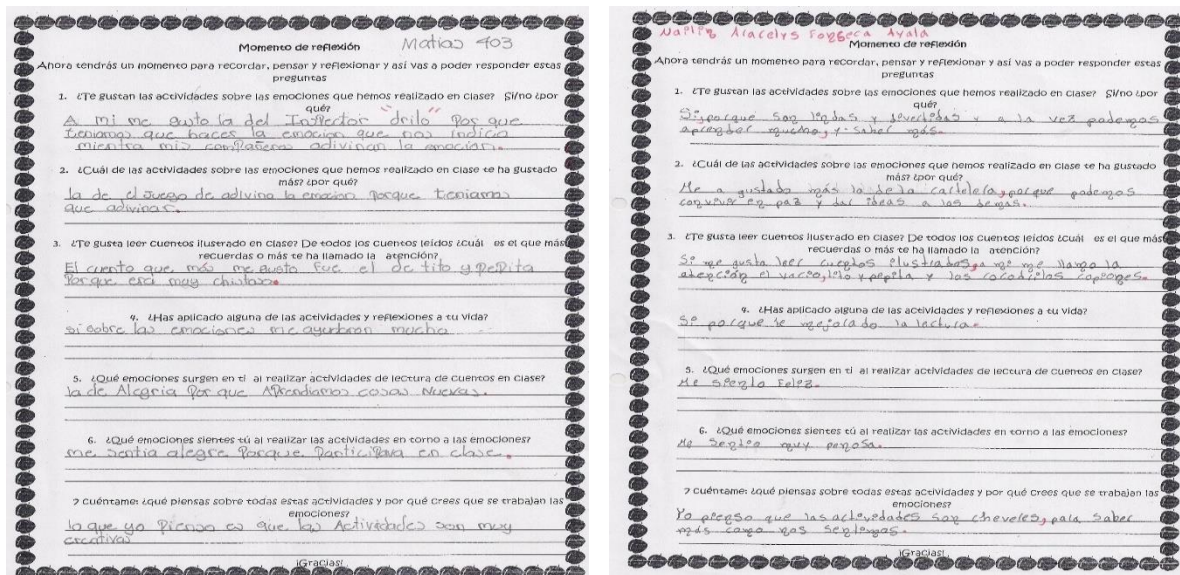 Momento de reflexión Matias 403
Ahora tendrás un momento para recordar, pensar y reflexionar y así vas a poder responder estas
preguntas
1. ¿Te gustan las actividades sobre las emociones que hemos realizado en clase? Si/no ¿por
qué?
A mi me gusto la del Inspector "drilo" Por que
teniamos que haces la emocion que nos indico
mientra mis compañeros adivinan la emocion.
2. ¿Cuál de las actividades sobre las emociones que hemos realizado en clase te ha gustado
más? ¿por qué?
la de el Juego de adivina la emocion Porque teniamos
que adivinar.
3. ¿Te gusta leer cuentos ilustrado en clase? De todos los cuentos leídos ¿cuál es el que más
recuerdas o más te ha llamado la atención?
El cuento que más me gusto fue el de tito y Pepita
Porque era muy chistoso.
4. ¿Has aplicado alguna de las actividades y reflexiones a tu vida?
si sobre las emociones me ayudaron mucho
5. ¿Qué emociones surgen en ti al realizar actividades de lectura de cuentos en clase?
la de Alegria Por que APrendiamos cosas Nuevas.
6. ¿Qué emociones sientes tú al realizar las actividades en torno a las emociones?
me sentia alegre Porque Participava en clase.
7 Cuéntame: ¿qué piensas sobre todas estas actividades y por qué crees que se trabajan las
emociones?
lo que yo Pienso es que las Actividades son muy
creativas
¡Gracias!
Aracelys Fonseca Ayala
Momento de reflexión
Ahora tendrás un momento para recordar, pensar y reflexionar y así vas a poder responder estas
preguntas
1. ¿Te gustan las actividades sobre las emociones que hemos realizado en clase? Si/no ¿por
qué?
Si, porque son lindas y divertidas y a la vez podemos
aprender mucho, y saber más.
2. ¿Cuál de las actividades sobre las emociones que hemos realizado en clase te ha gustado
más? ¿por qué?
Me a gustado más la de la cartelera, porque podemos
convivir en paz y dar ideas a los demás.
3. ¿Te gusta leer cuentos ilustrado en clase? De todos los cuentos leídos ¿cuál es el que más
recuerdas o más te ha llamado la atención?
Si me gusta leer cuentos ilustrados, a mi me llamo la
atención el vacio, tito y pepita y los cocodrilos copiones.
4. ¿Has aplicado alguna de las actividades y reflexiones a tu vida?
Si porque e mejorado la lectura.
5. ¿Qué emociones surgen en ti al realizar actividades de lectura de cuentos en clase?
Me siento Feliz.
6. ¿Qué emociones sientes tú al realizar las actividades en torno a las emociones?
Me muy penosa.
7 Cuéntame: ¿qué piensas sobre todas estas actividades y por qué crees que se trabajan las
emociones?
Yo pienso que las actividades son cheveles, para saber
más como nos sentimos.
¡Gracias!